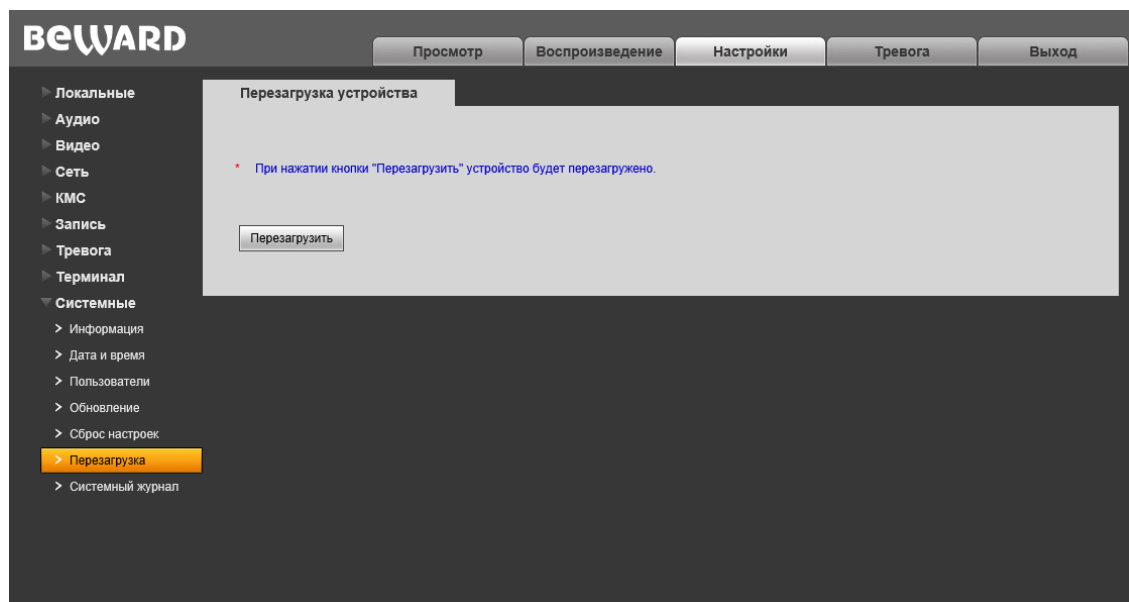 BEWARD
Просмотр Воспроизведение Настройки Тревога Выход
Локальные
Перезагрузка устройства
Аудио
Видео
Сеть
* При нажатии кнопки "Перезагрузить" устройство будет перезагружено.
КМС
Запись
Перезагрузить
Тревога
Терминал
Системные
> Информация
> Дата и время
> Пользователи
> Обновление
> Сброс настроек
> Перезагрузка
> Системный журнал